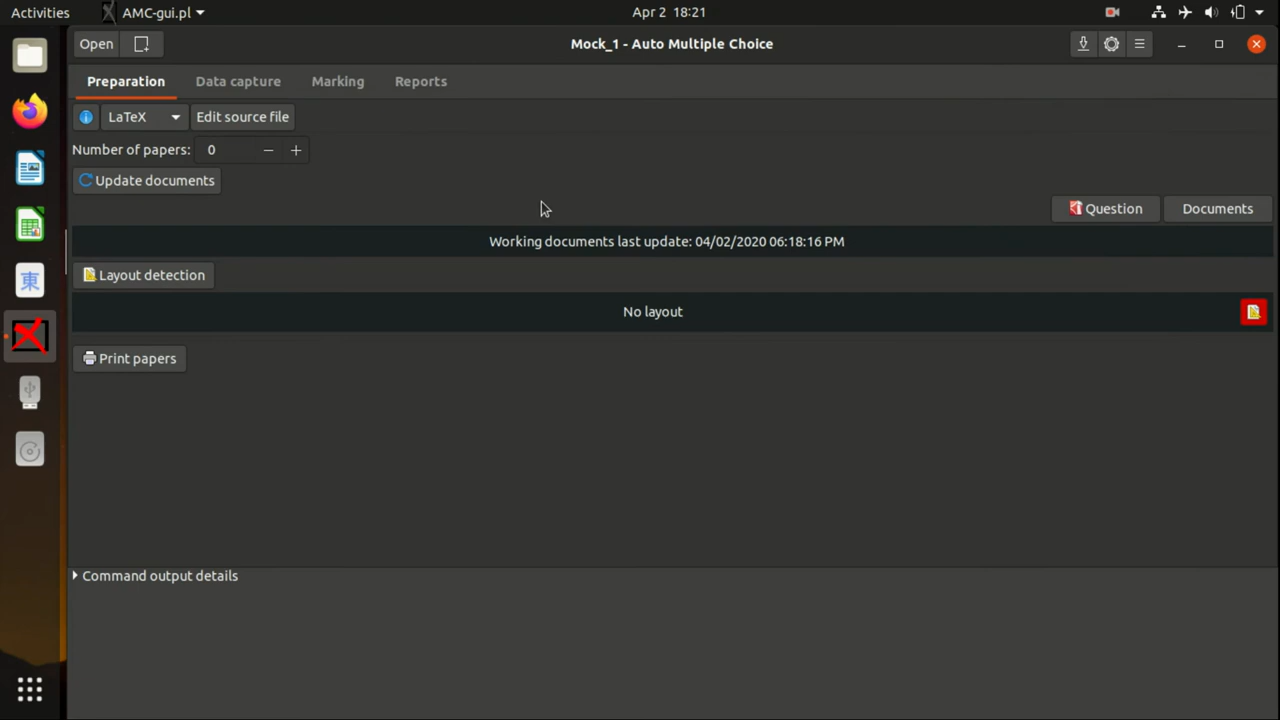 Activities AMC-gui.pl Apr 2 18:21
Open Mock_1 - Auto Multiple Choice
Preparation Data capture Marking Reports
LaTeX Edit source file
Number of papers: 0
Update documents
Question Documents
Working documents last update: 04/02/2020 06:18:16 PM
Layout detection
No layout
Print papers
Command output details
東